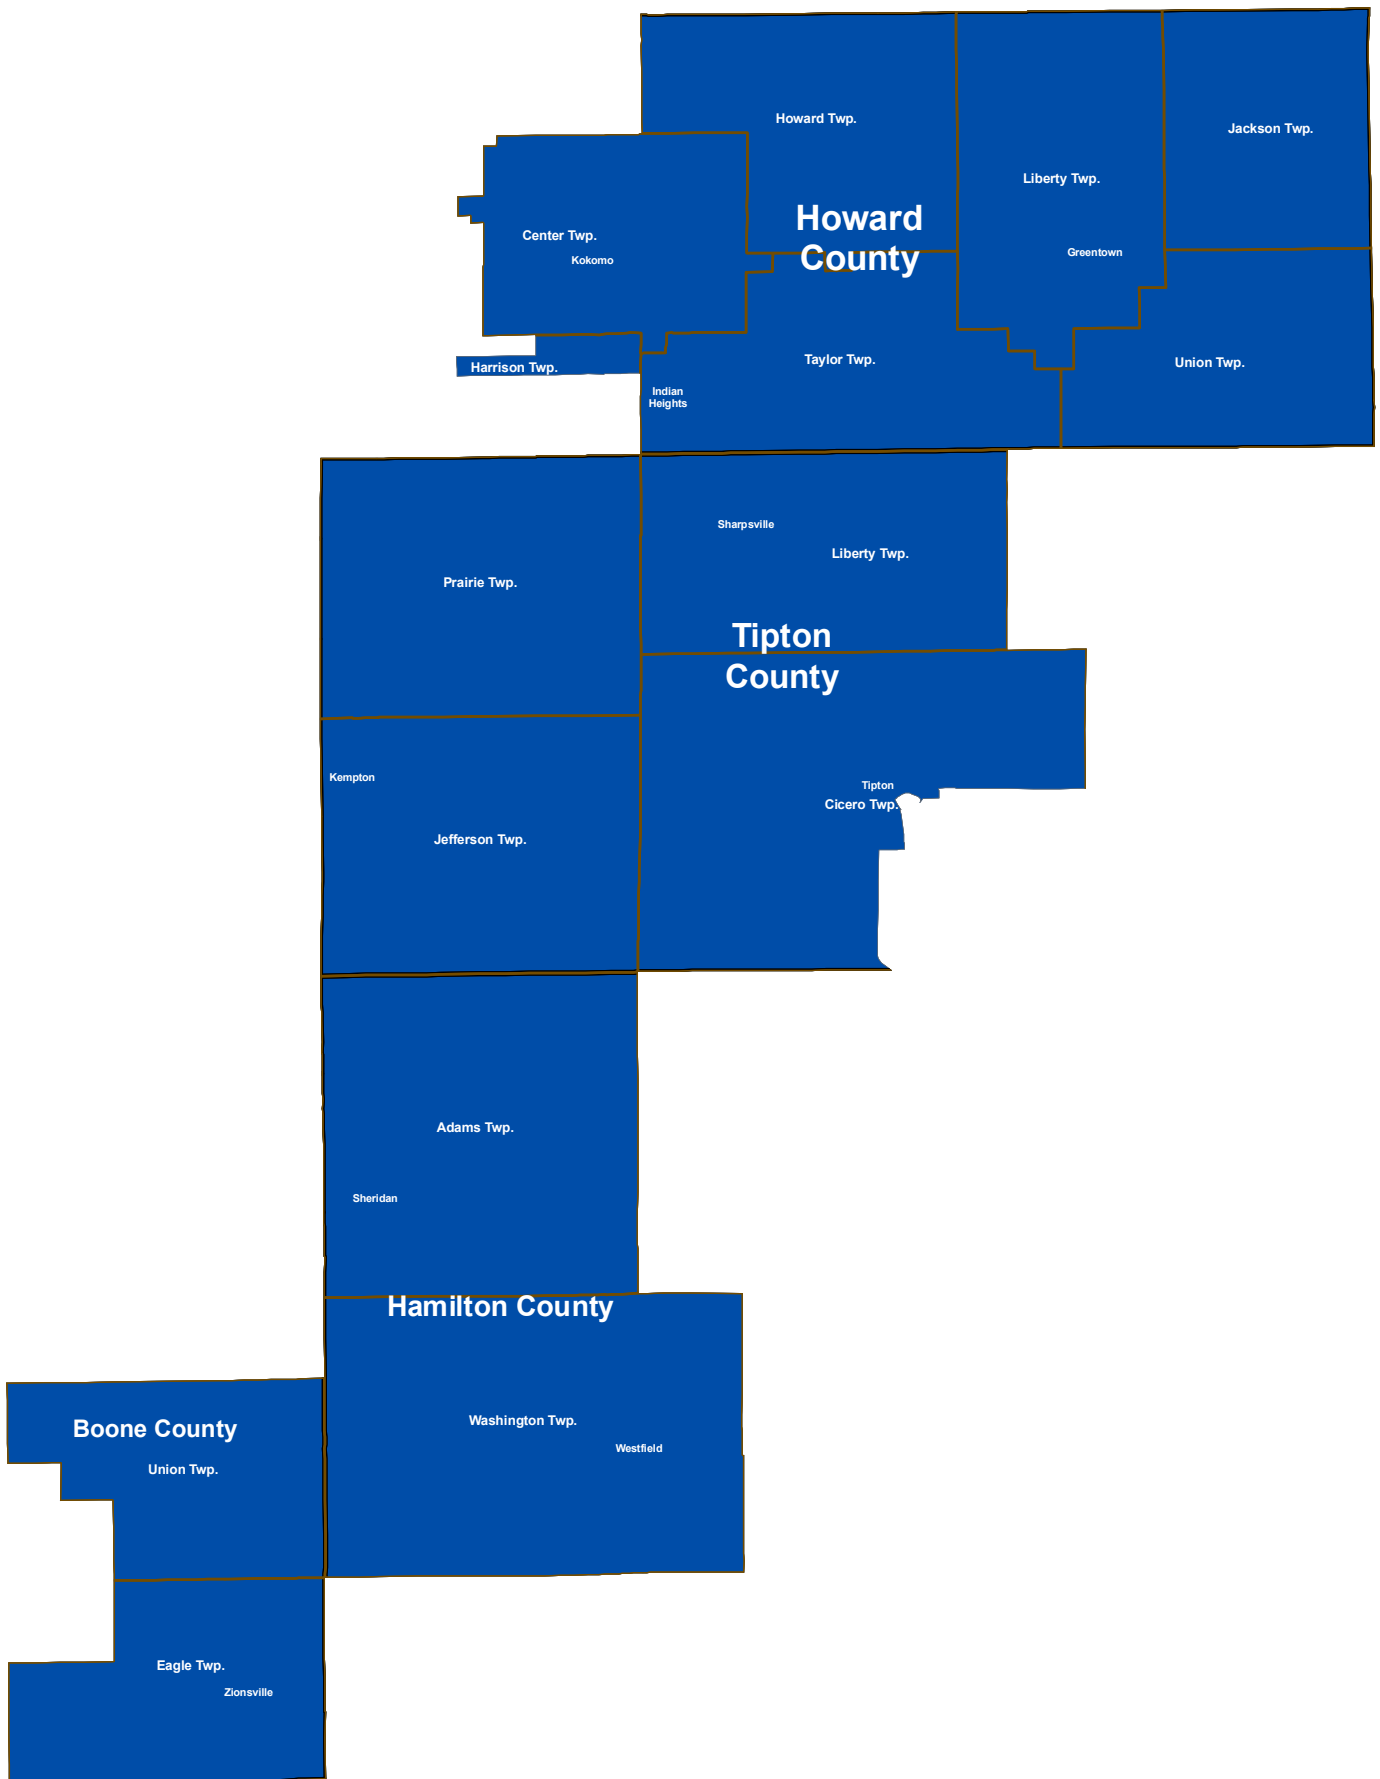 Howard Twp.
Jackson Twp.
Liberty Twp.
Howard
County
Center Twp.
Kokomo
Greentown
Taylor Twp.
Union Twp.
Harrison Twp.
Indian
Heights
Sharpsville
Liberty Twp.
Prairie Twp.
Tipton
County
Kempton
Tipton
Cicero Twp.
Jefferson Twp.
Adams Twp.
Sheridan
Hamilton County
Washington Twp.
Westfield
Boone County
Union Twp.
Eagle Twp.
Zionsville